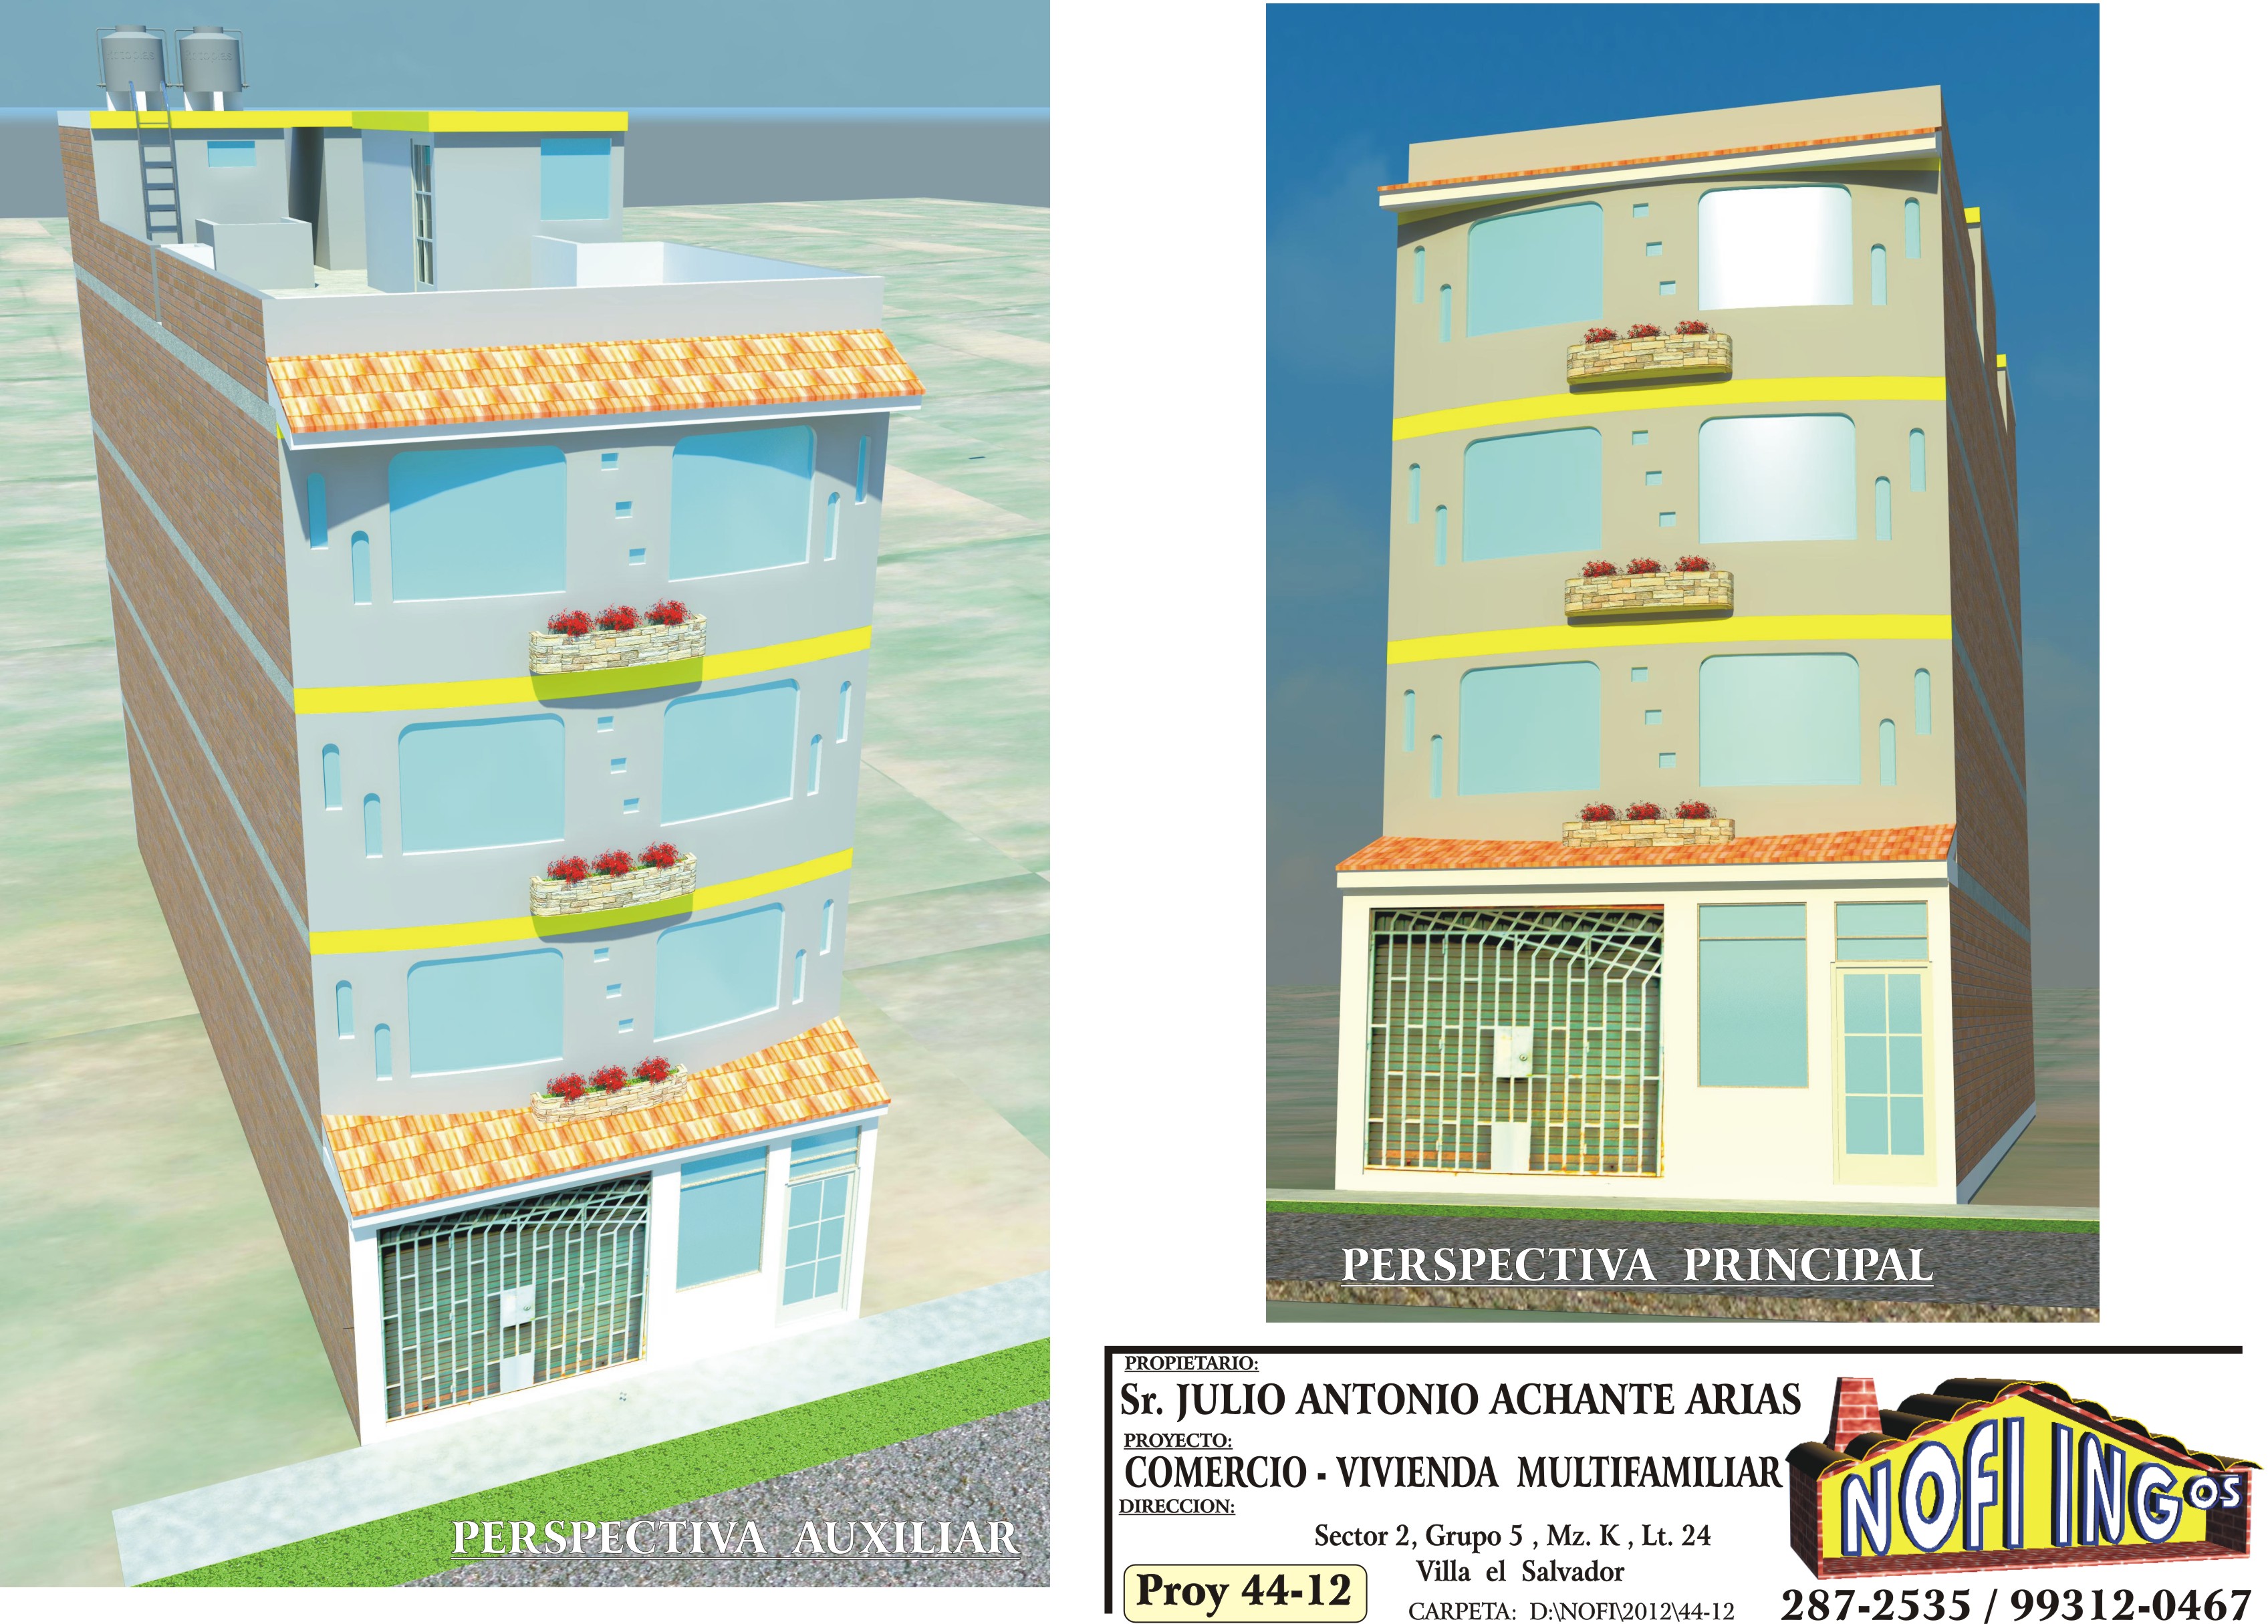 PERSPECTIVA AUXILIAR
PERSPECTIVA PRINCIPAL
PROPIETARIO:
Sr. JULIO ANTONIO ACHANTE ARIAS
PROYECTO:
COMERCIO - VIVIENDA MULTIFAMILIAR
DIRECCION:
Sector 2, Grupo 5 , Mz. K , Lt. 24
Villa el Salvador
Proy 44-12
CARPETA: D:\NOFI\2012\44-12
NOFI INGOS
287-2535 / 99312-0467